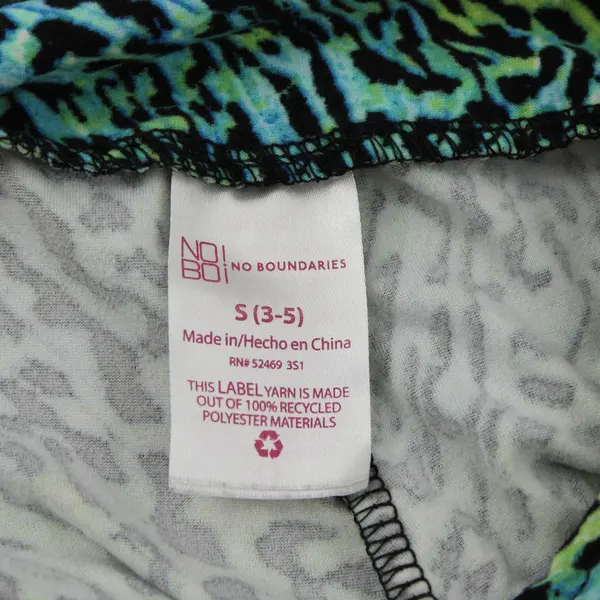 NO!
BO¡ NO BOUNDARIES
S (3-5)
Made in/Hecho en China
RN# 52469 3S1
THIS LABEL YARN IS MADE
OUT OF 100% RECYCLED
POLYESTER MATERIALS